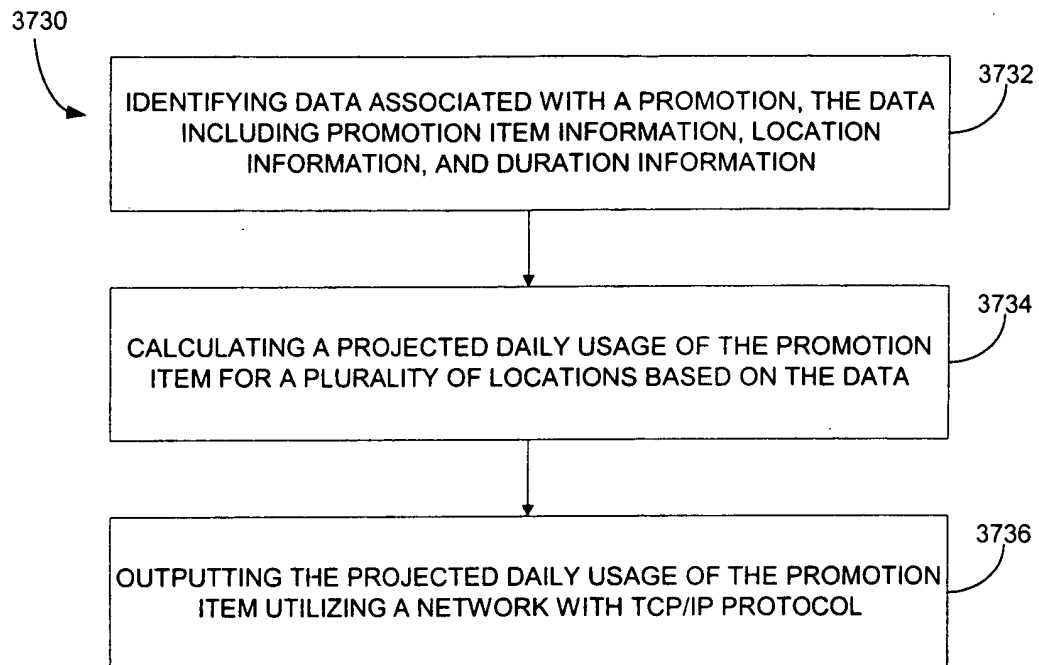 3730
3732
IDENTIFYING DATA ASSOCIATED WITH A PROMOTION, THE DATA
INCLUDING PROMOTION ITEM INFORMATION, LOCATION
INFORMATION, AND DURATION INFORMATION
3734
CALCULATING A PROJECTED DAILY USAGE OF THE PROMOTION
ITEM FOR A PLURALITY OF LOCATIONS BASED ON THE DATA
3736
OUTPUTTING THE PROJECTED DAILY USAGE OF THE PROMOTION
ITEM UTILIZING A NETWORK WITH TCP/IP PROTOCOL